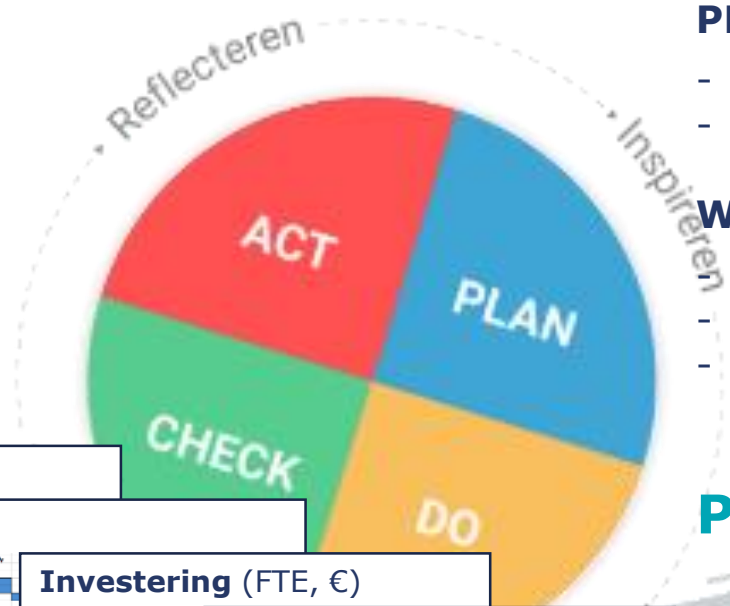 Reflecteren
Inspireren
ACT
PLAN
CHECK
DO
Investering (FTE, €)
-
-
-
-
-